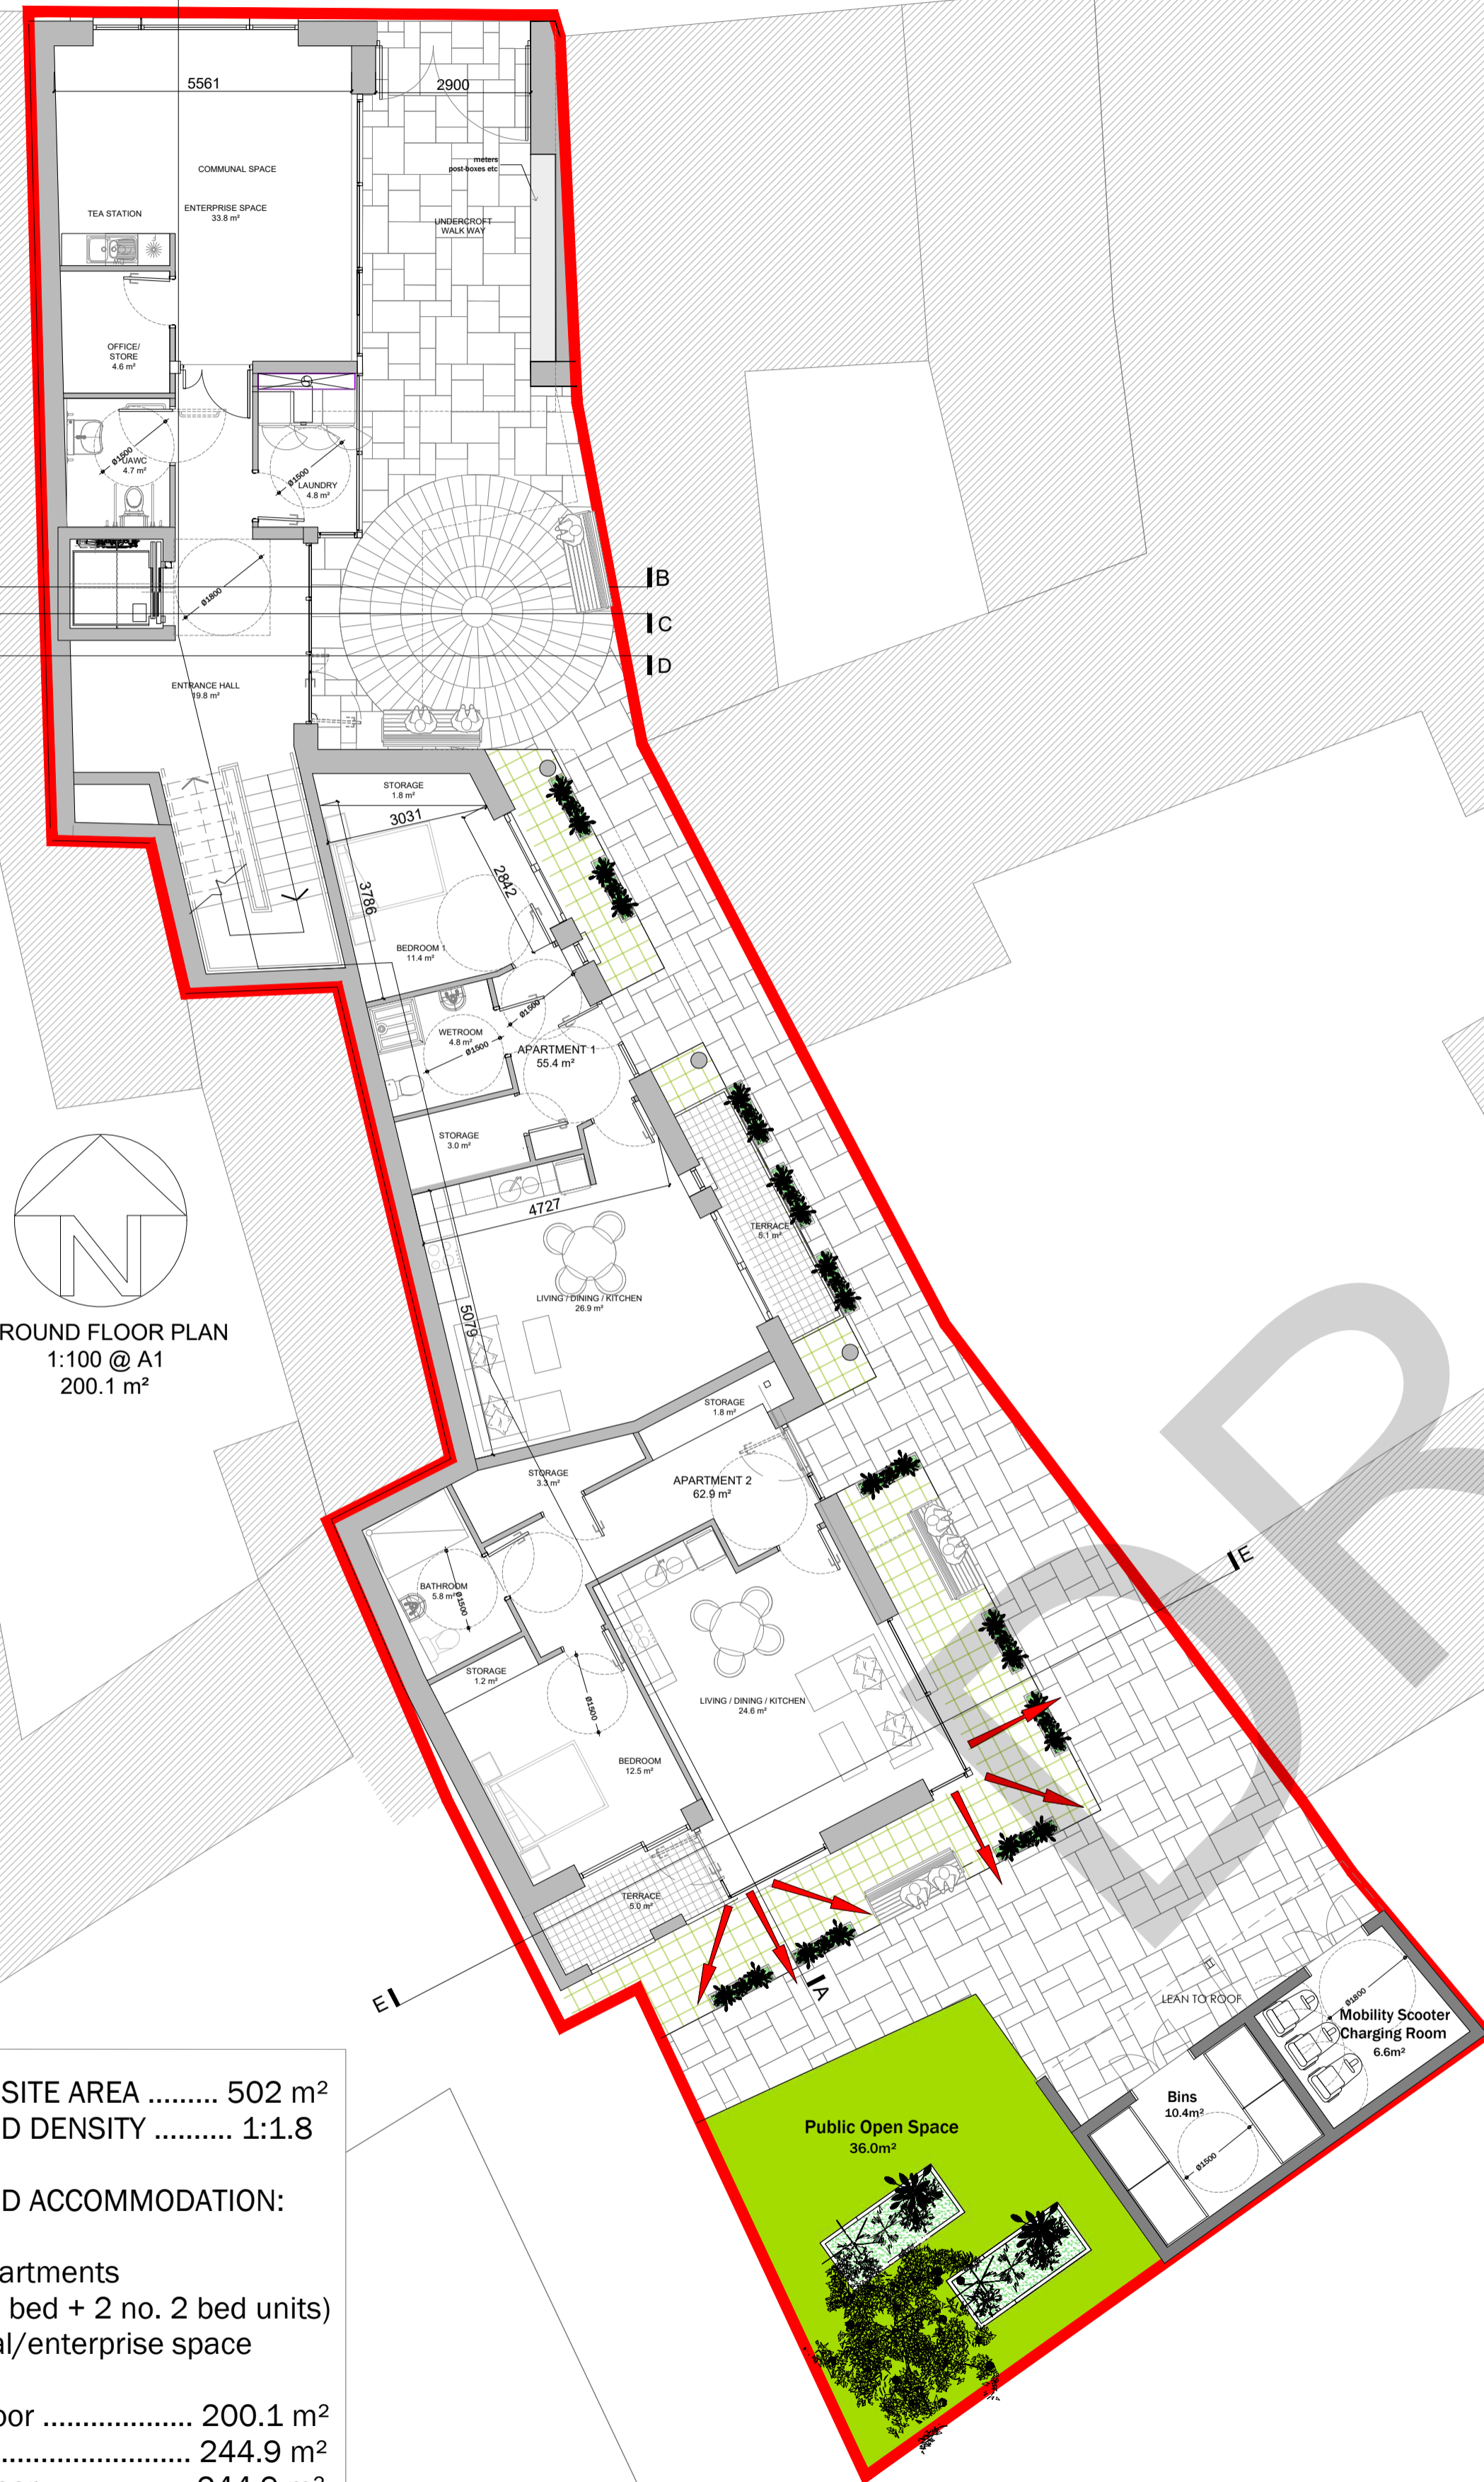 5561
2900
meters
post-boxes etc
COMMUNAL SPACE
ENTERPRISE SPACE
33.8 m²
TEA STATION
UNDERCROFT
WALK WAY
OFFICE/
STORE
4.6 m²
Ø1500
UAWC
4.7 m²
Ø1500
LAUNDRY
4.8 m²
B
C
D
Ø1800
ENTRANCE HALL
19.8 m²
STORAGE
1.8 m²
3031
3786
2842
BEDROOM 1
11.4 m²
WETROOM
4.8 m²
Ø1500
Ø1500
APARTMENT 1
55.4 m²
STORAGE
3.0 m²
4727
TERRACE
5.1 m²
LIVING / DINING / KITCHEN
26.9 m²
5079
N
ROUND FLOOR PLAN
1:100 @ A1
200.1 m²
STORAGE
1.8 m²
STORAGE
3.3 m²
APARTMENT 2
62.9 m²
E
BATHROOM
5.8 m²
Ø1500
STORAGE
1.2 m²
Ø1500
LIVING / DINING / KITCHEN
24.6 m²
BEDROOM
12.5 m²
TERRACE
5.0 m²
E
A
DR
LEAN TO ROOF
Ø1800
Mobility Scooter
Charging Room
6.6m²
Bins
10.4m²
Ø1500
Public Open Space
36.0m²
SITE AREA ......... 502 m²
D DENSITY .......... 1:1.8
D ACCOMMODATION:
artments
bed + 2 no. 2 bed units)
al/enterprise space
oor ................... 200.1 m²
........................ 244.9 m²